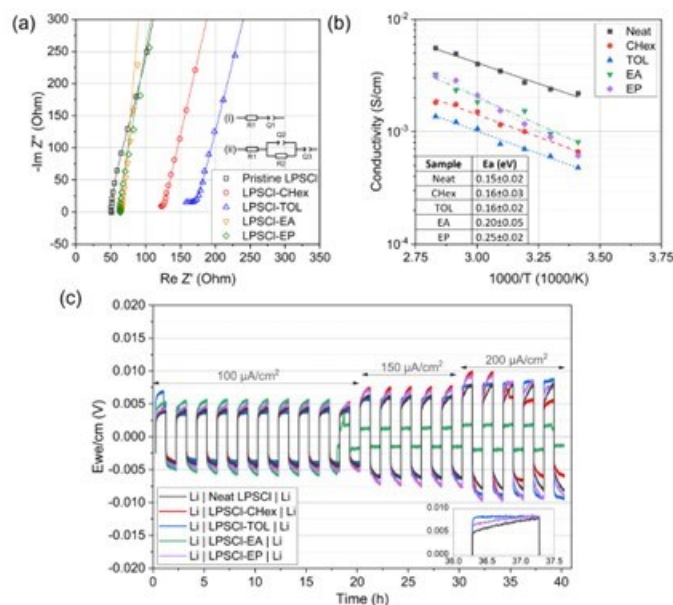 (a)
300
250
200
150
100
50
0
-Im Z'' (Ohm)
(i)
R1
Q1
(ii)
R1
Q2
R2
Q3
Pristine LPSCl
LPSCl-CHex
LPSCl-TOL
LPSCl-EA
LPSCl-EP
0 50 100 150 200 250 300 350
Re Z' (Ohm)
(b)
10⁻²
10⁻³
10⁻⁴
Conductivity (S/cm)
Neat
CHex
TOL
EA
EP
Sample Ea (eV)
Neat 0.15±0.02
CHex 0.16±0.03
TOL 0.16±0.02
EA 0.20±0.05
EP 0.25±0.02
2.75 3.00 3.25 3.50 3.75
1000/T (1000/K)
(c)
0.020
0.015
0.010
0.005
0.000
-0.005
-0.010
-0.015
-0.020
Ewe/cm (V)
100 µA/cm²
150 µA/cm²
200 µA/cm²
Li | Neat LPSCl | Li
Li | LPSCl-CHex | Li
Li | LPSCl-TOL | Li
Li | LPSCl-EA | Li
Li | LPSCl-EP | Li
0.010
0.005
0.000
36.0 36.5 37.0 37.5
0 5 10 15 20 25 30 35 40
Time (h)